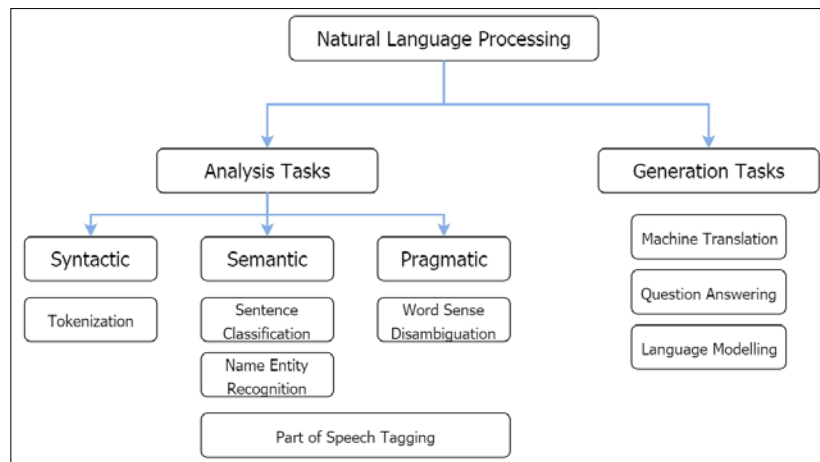 Natural Language Processing
Analysis Tasks
Generation Tasks
Syntactic
Semantic
Pragmatic
Tokenization
Sentence
Classification
Name Entity
Recognition
Word Sense
Disambiguation
Part of Speech Tagging
Machine Translation
Question Answering
Language Modelling